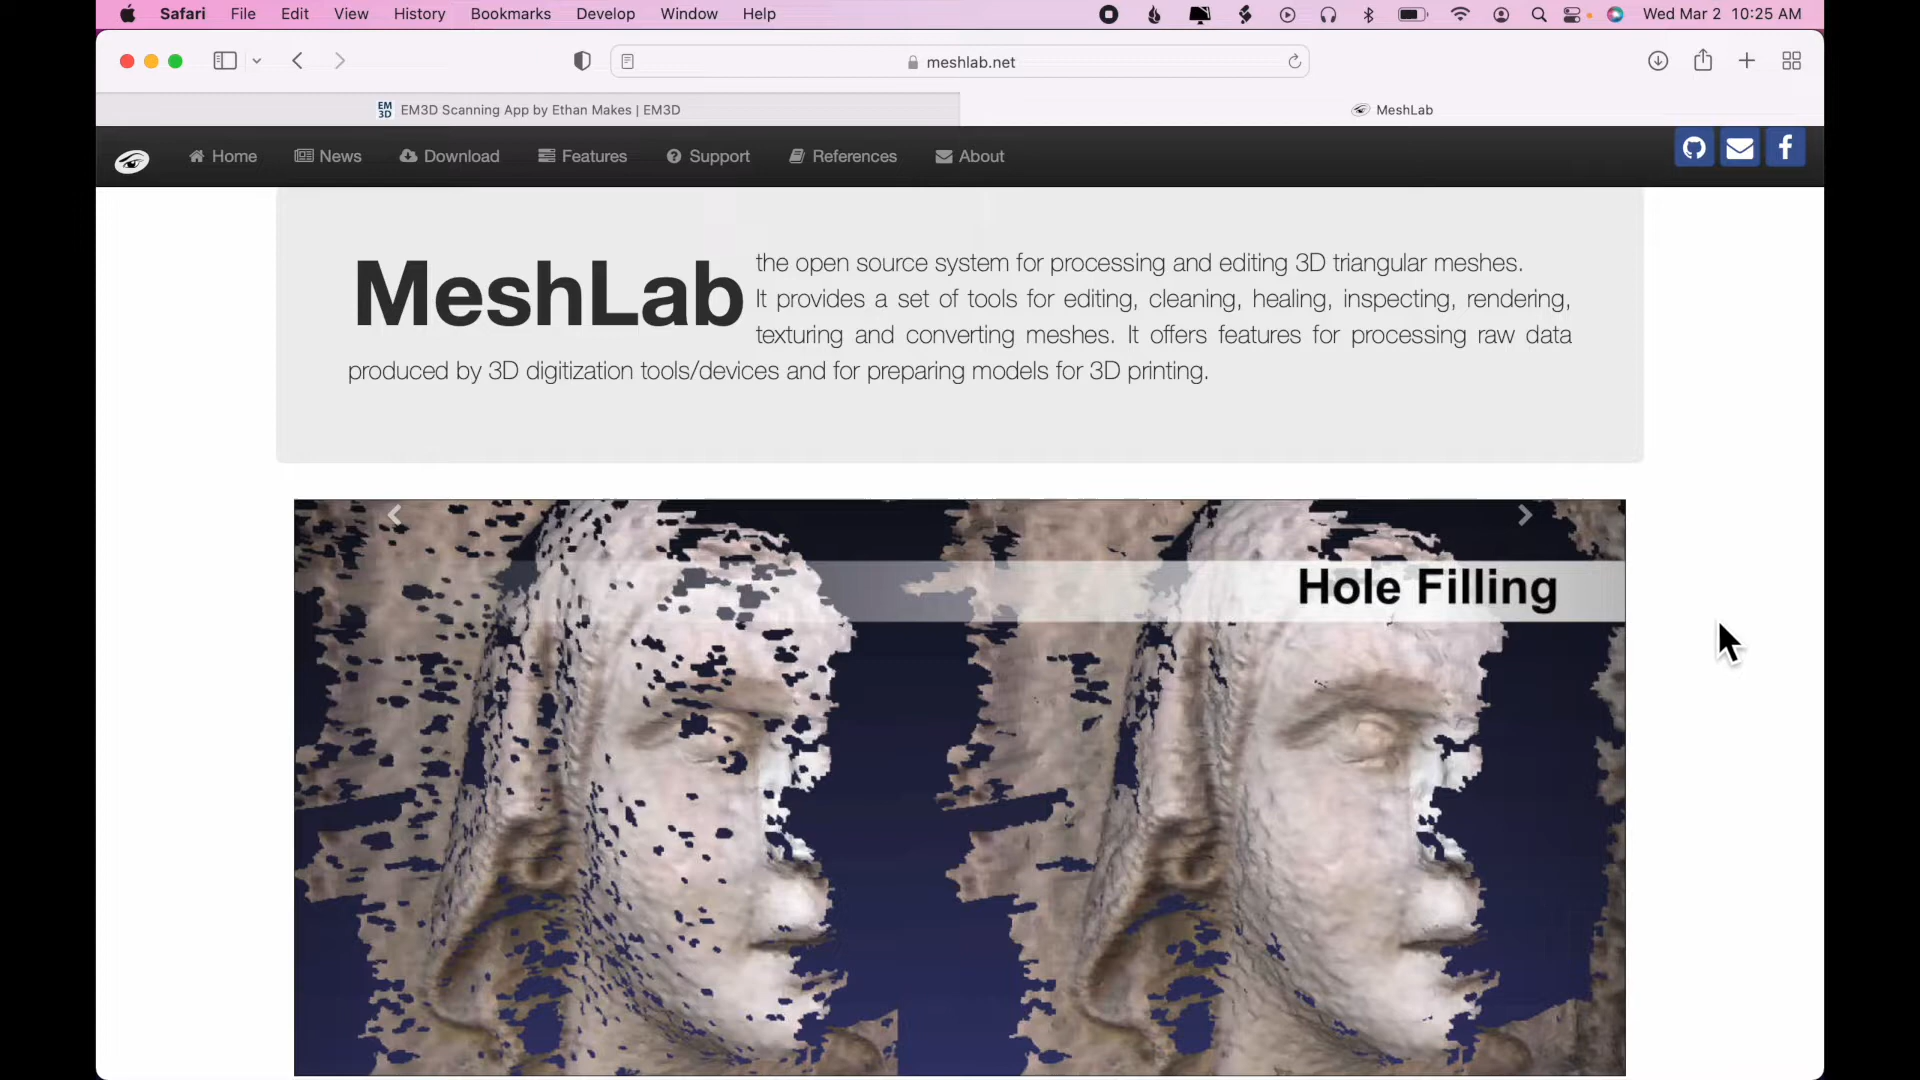 Safari File Edit View History Bookmarks Develop Window Help Wed Mar 2 10:25 AM
meshlab.net
EM 3D EM3D Scanning App by Ethan Makes | EM3D MeshLab
Home News Download Features Support References About
MeshLab the open source system for processing and editing 3D triangular meshes.
It provides a set of tools for editing, cleaning, healing, inspecting, rendering,
texturing and converting meshes. It offers features for processing raw data
produced by 3D digitization tools/devices and for preparing models for 3D printing.
Hole Filling